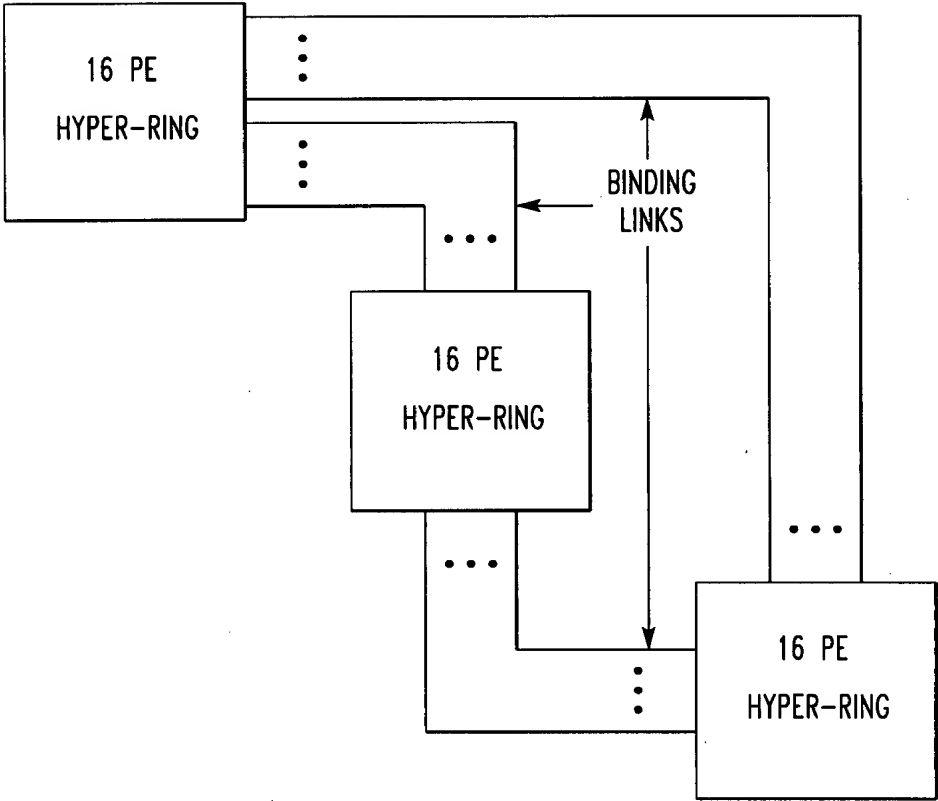 16 PE
HYPER-RING
BINDING
LINKS
16 PE
HYPER-RING
16 PE
HYPER-RING